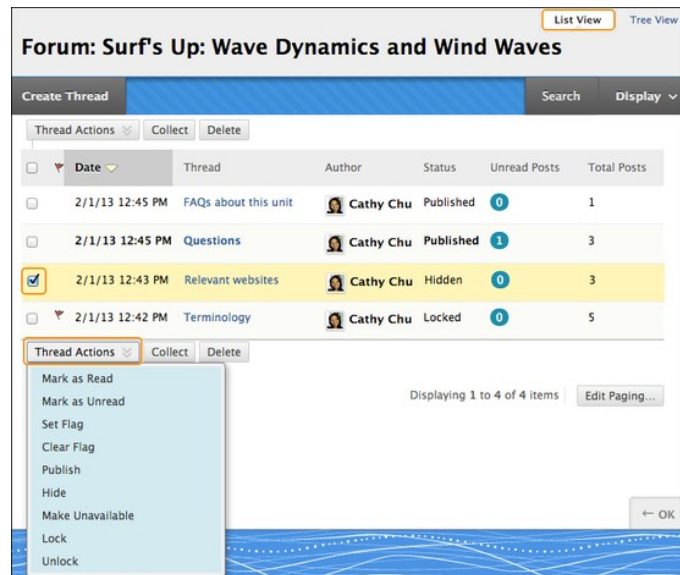 List View Tree View
Forum: Surf's Up: Wave Dynamics and Wind Waves
Create Thread Search Display
Thread Actions Collect Delete
Date Thread Author Status Unread Posts Total Posts
2/1/13 12:45 PM FAQs about this unit Cathy Chu Published 0 1
2/1/13 12:45 PM Questions Cathy Chu Published 1 3
2/1/13 12:43 PM Relevant websites Cathy Chu Hidden 0 3
2/1/13 12:42 PM Terminology Cathy Chu Locked 0 5
Thread Actions Collect Delete
Mark as Read
Mark as Unread
Displaying 1 to 4 of 4 items Edit Paging...
Set Flag
Clear Flag
Publish
Hide
Make Unavailable
← OK
Lock
Unlock